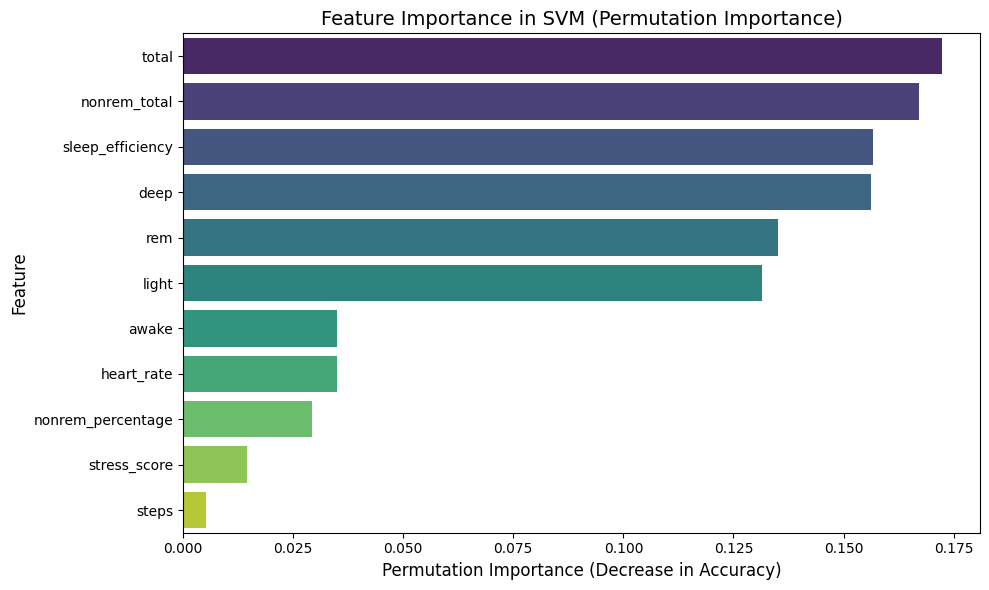 Feature Importance in SVM (Permutation Importance)
total
nonrem_total
sleep_efficiency
deep
rem
light
awake
heart_rate
nonrem_percentage
stress_score
steps
Feature
0.000 0.025 0.050 0.075 0.100 0.125 0.150 0.175
Permutation Importance (Decrease in Accuracy)